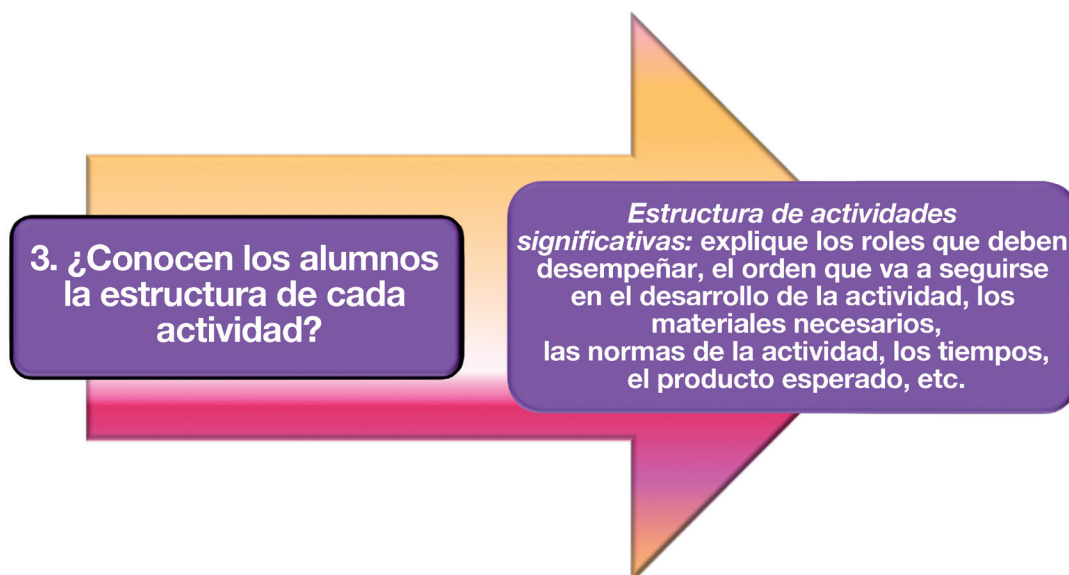 3. ¿Conocen los alumnos
la estructura de cada
actividad?
Estructura de actividades
significativas: explique los roles que deben
desempeñar, el orden que va a seguirse
en el desarrollo de la actividad, los
materiales necesarios,
las normas de la actividad, los tiempos,
el producto esperado, etc.